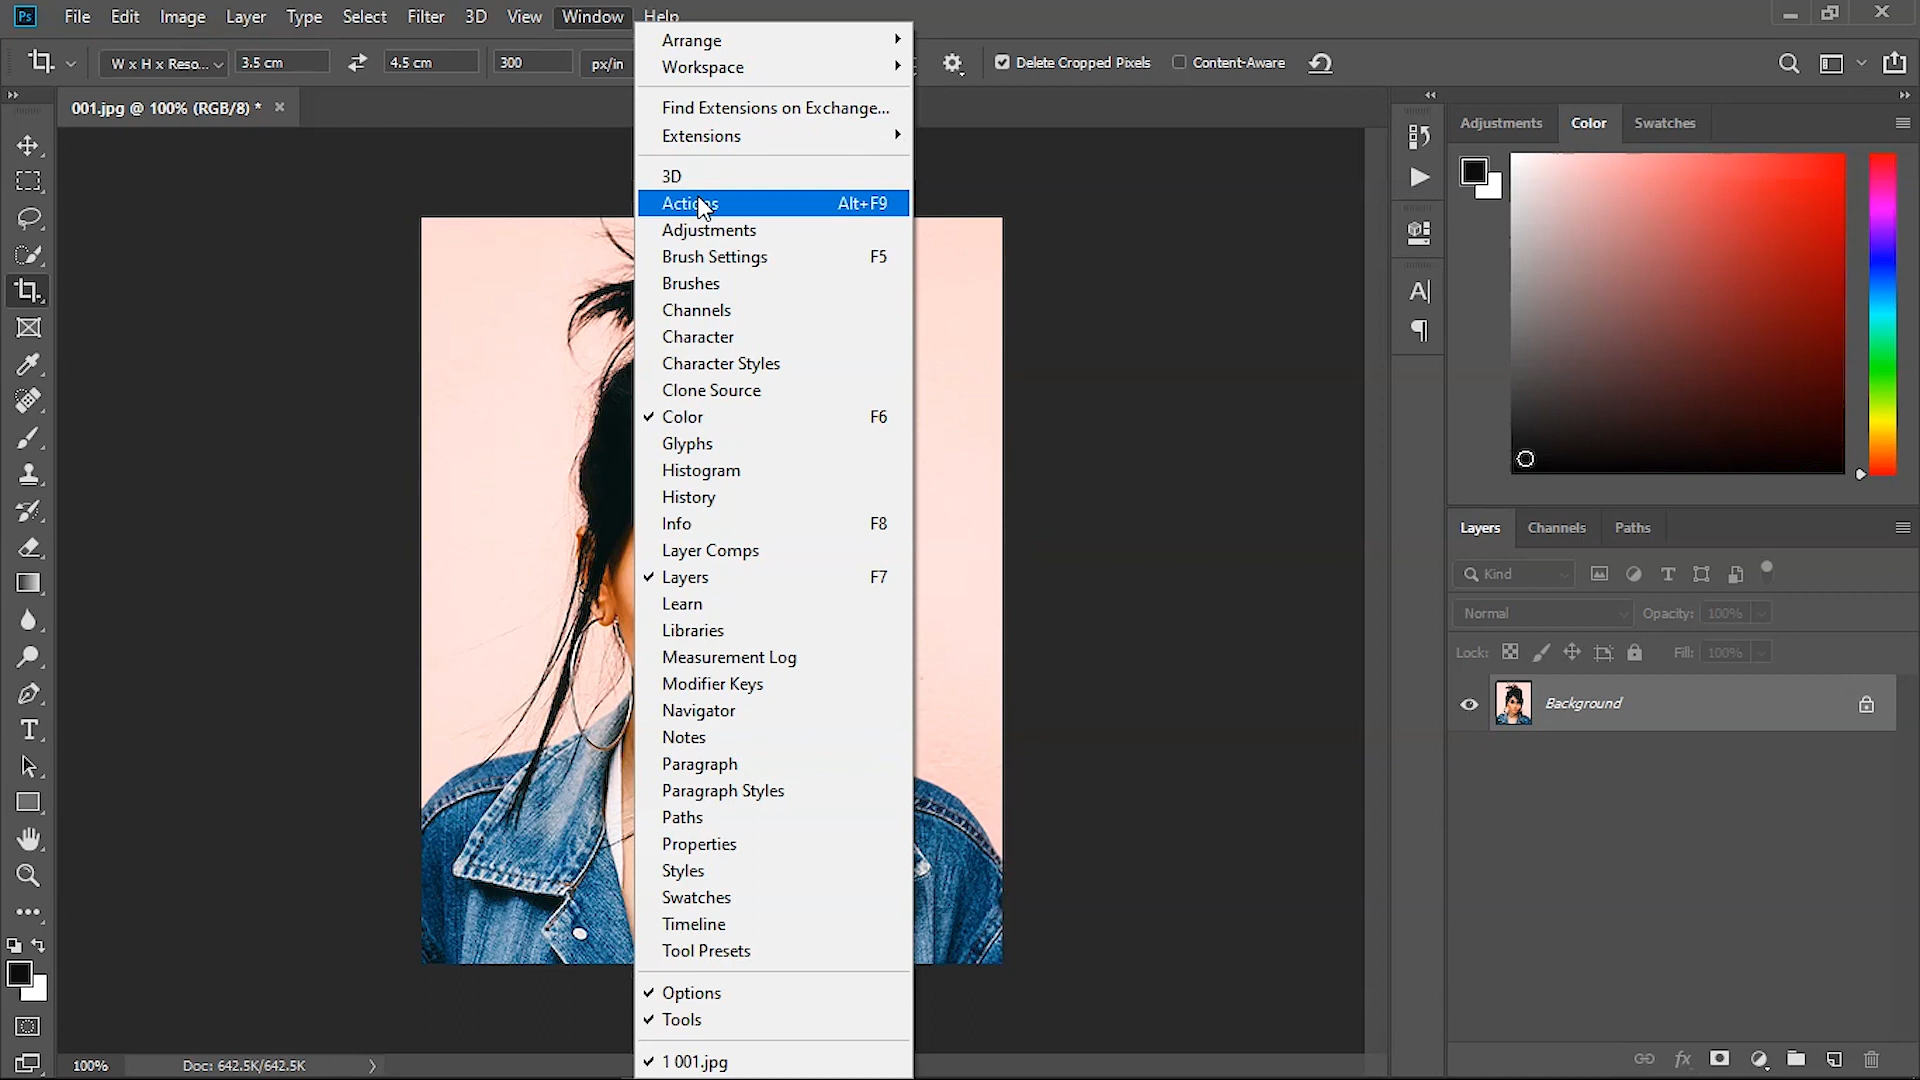 Ps File Edit Image Layer Type Select Filter 3D View Window Help
W x H x Reso... 3.5 cm 4.5 cm 300 px/in Delete Cropped Pixels Content-Aware
001.jpg @ 100% (RGB/8) *
Arrange
Workspace
Find Extensions on Exchange...
Extensions
3D
Actions Alt+F9
Adjustments
Brush Settings F5
Brushes
Channels
Character
Character Styles
Clone Source
Color F6
Glyphs
Histogram
History
Info F8
Layer Comps
Layers F7
Learn
Libraries
Measurement Log
Modifier Keys
Navigator
Notes
Paragraph
Paragraph Styles
Paths
Properties
Styles
Swatches
Timeline
Tool Presets
Options
Tools
1 001.jpg
Adjustments Color Swatches
Layers Channels Paths
Kind
Normal Opacity: 100%
Lock: Fill: 100%
Background
fx
100% Doc: 642.5K/642.5K